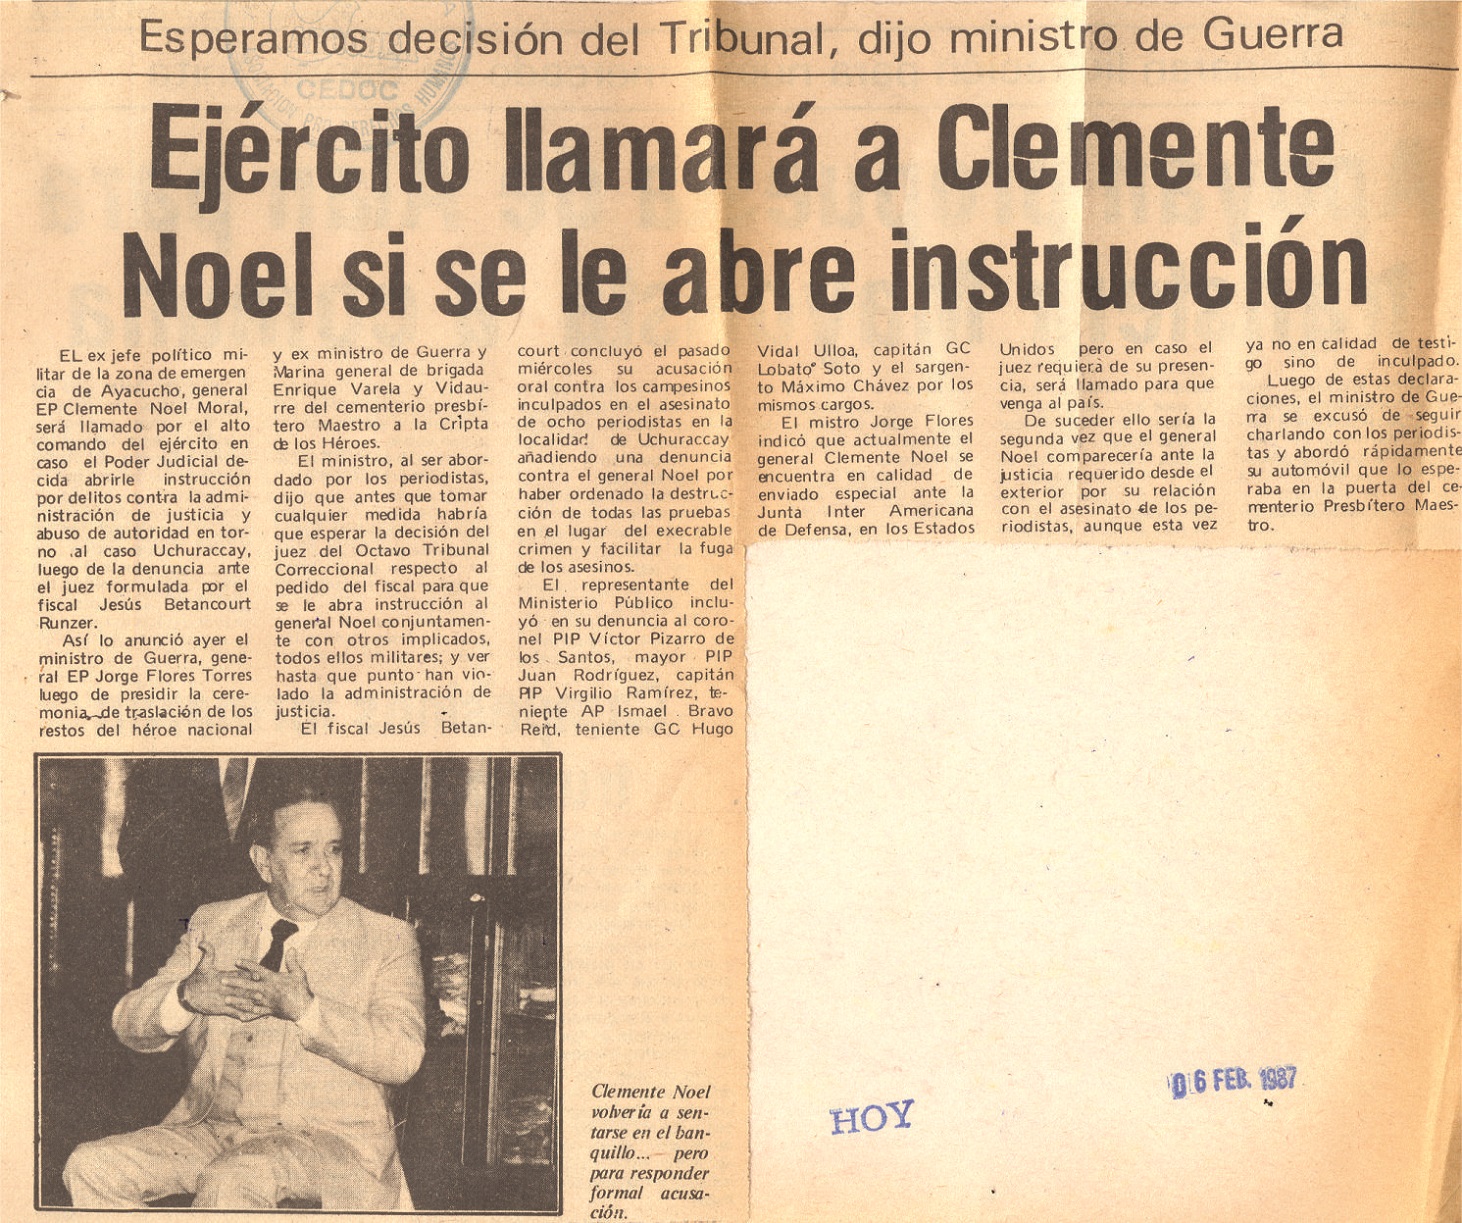 Esperamos decisión del Tribunal, dijo ministro de Guerra
CEDOC
Ejército llamará a Clemente
Noel si se le abre instrucción
EL ex jefe político mi-
litar de la zona de emergen
cia de Ayacucho, general
EP Clemente Noel Moral,
será llamado por el alto
comando del ejército en
caso el Poder Judicial de-
cida abrirle instrucción
por delitos contra la admi-
nistración de justicia y
abuso de autoridad en tor-
no al caso Uchuraccay,
luego de la denuncia ante
el juez formulada por el
fiscal Jesús Betancourt
Runzer.
Así lo anunció ayer el
ministro de Guerra, gene-
ral EP Jorge Flores Torres
luego de presidir la cere-
monia de traslación de los
restos del héroe nacional
y ex ministro de Guerra y
Marina general de brigada
Enrique Varela y Vidau-
rre del cementerio presbí-
tero Maestro a la Cripta
de los Héroes.
El ministro, al ser abor-
dado por los periodistas,
dijo que antes que tomar
cualquier medida habría
que esperar la decisión del
juez del Octavo Tribunal
Correccional respecto al
pedido del fiscal para que
se le abra instrucción al
general Noel conjuntamen-
te con otros implicados,
todos ellos militares; y ver
hasta que punto han vio-
lado la administración de
justicia.
El fiscal Jesús Betan-
court concluyó el pasado
miércoles su acusación
oral contra los campesinos
inculpados en el asesinato
de ocho periodistas en la
localidad de Uchuraccay
añadiendo una denuncia
contra el general Noel por
haber ordenado la destruc-
ción de todas las pruebas
en el lugar del execrable
crimen y facilitar la fuga
de los asesinos.
El representante del
Ministerio Público inclu-
yó en su denuncia al coro-
nel PIP Víctor Pizarro de
los Santos, mayor PIP
Juan Rodríguez, capitán
PIP Virgilio Ramírez, te-
niente AP Ismael Bravo
Reid, teniente GC Hugo
Vidal Ulloa, capitán GC
Lobato Soto y el sargen-
to Máximo Chávez por los
mismos cargos.
El mistro Jorge Flores
indicó que actualmente el
general Clemente Noel se
encuentra en calidad de
enviado especial ante la
Junta Inter Americana
de Defensa, en los Estados
Unidos pero en caso el
juez requiera de su presen-
cia, será llamado para que
venga al país.
De suceder ello sería la
segunda vez que el general
Noel comparecería ante la
justicia requerido desde el
exterior por su relación
con el asesinato de los pe-
riodistas, aunque esta vez
ya no en calidad de testi-
go sino de inculpado.
Luego de estas declara-
ciones, el ministro de Gue-
rra se excusó de seguir
charlando con los periodis-
tas y abordó rápidamente
su automóvil que lo espe-
raba en la puerta del ce-
menterio Presbítero Maes-
tro.
Clemente Noel
volvería a sen-
tarse en el ban-
quillo... pero
para responder
formal acusa-
ción.
HOY
06 FEB. 1987